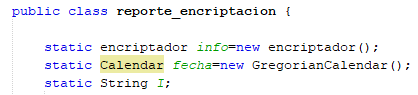 public class reporte_encriptacion {
static encriptador info=new encriptador();
static Calendar fecha=new GregorianCalendar();
static String I;